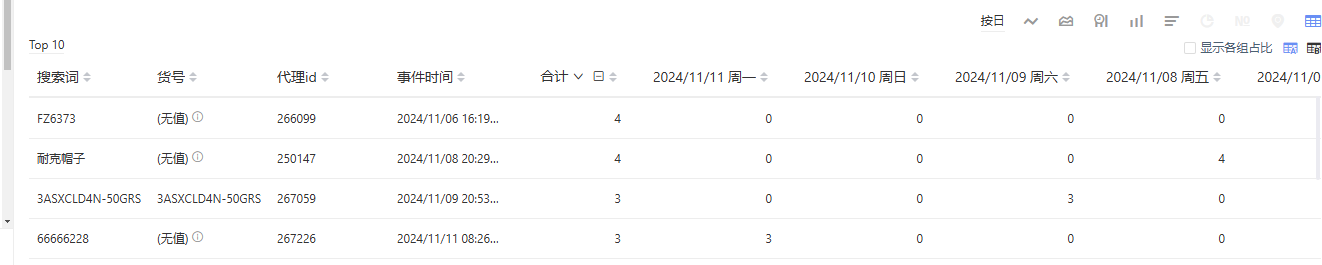 按日
Top 10
显示各组占比
搜索词 货号 代理id 事件时间 合计 2024/11/11 周一 2024/11/10 周日 2024/11/09 周六 2024/11/08 周五 2024/11/0
FZ6373 (无值) 266099 2024/11/06 16:19... 4 0 0 0 0
耐克帽子 (无值) 250147 2024/11/08 20:29... 4 0 0 0 4
3ASXCLD4N-50GRS 3ASXCLD4N-50GRS 267059 2024/11/09 20:53... 3 0 0 3 0
66666228 (无值) 267226 2024/11/11 08:26... 3 3 0 0 0